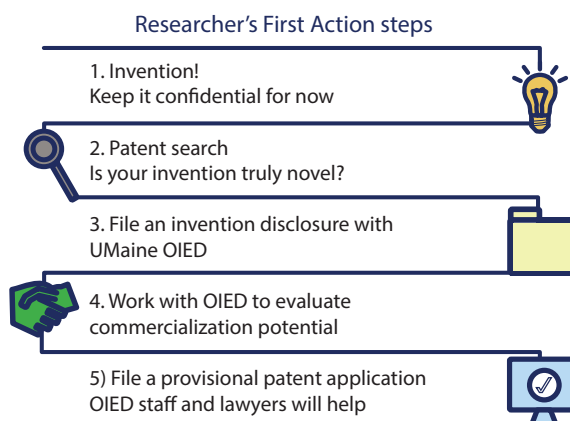 Researcher's First Action steps
1. Invention!
Keep it confidential for now
2. Patent search
Is your invention truly novel?
3. File an invention disclosure with
UMaine OIED
4. Work with OIED to evaluate
commercialization potential
5) File a provisional patent application
OIED staff and lawyers will help